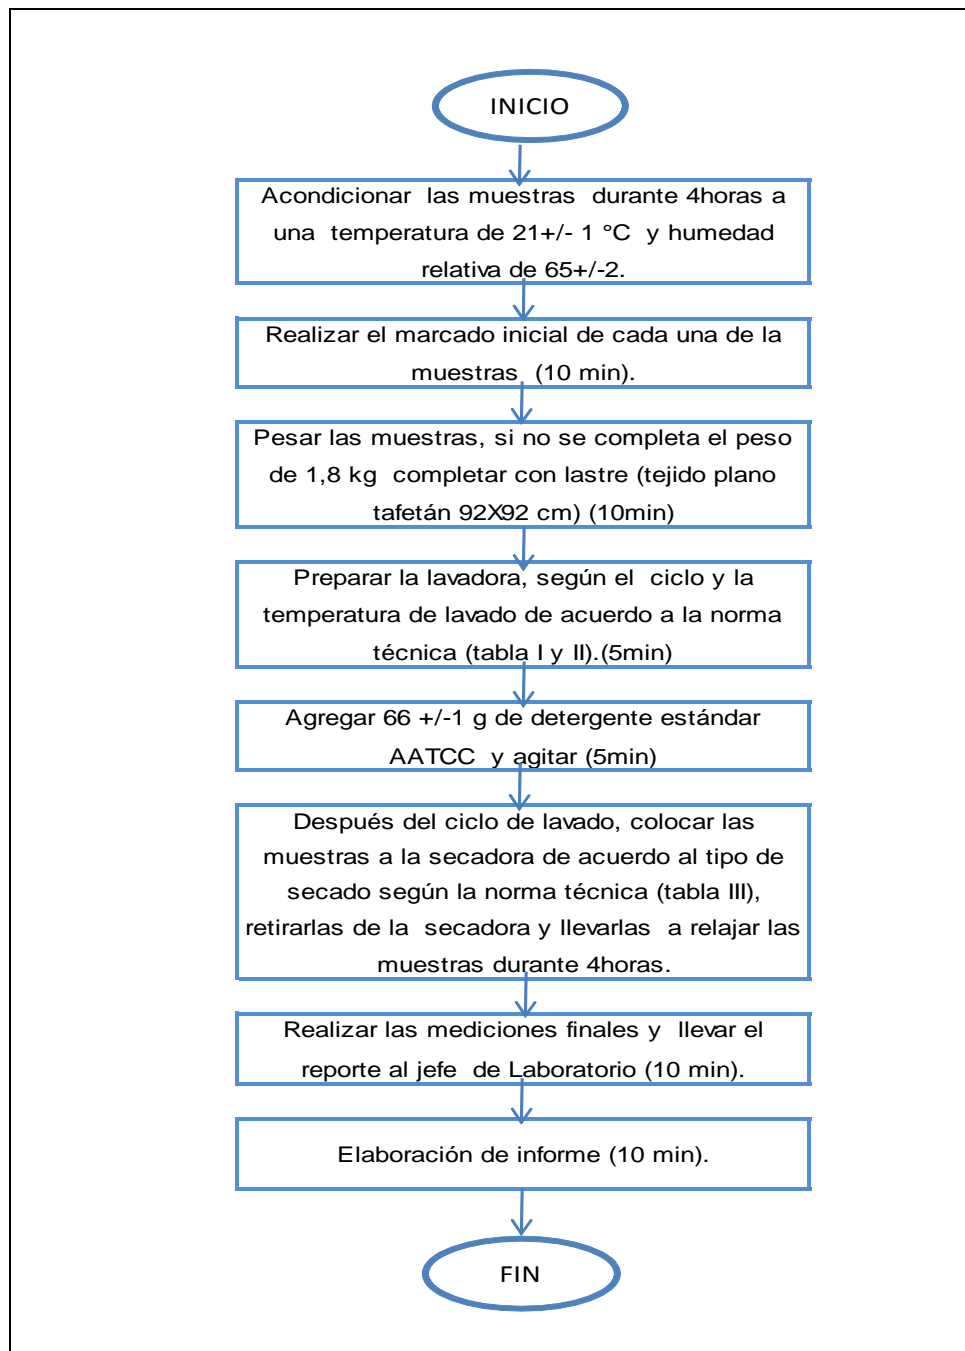 INICIO
Acondicionar las muestras durante 4horas a
una temperatura de 21+/- 1 °C y humedad
relativa de 65+/-2.
Realizar el marcado inicial de cada una de la
muestras (10 min).
Pesar las muestras, si no se completa el peso
de 1,8 kg completar con lastre (tejido plano
tafetán 92X92 cm) (10min)
Preparar la lavadora, según el ciclo y la
temperatura de lavado de acuerdo a la norma
técnica (tabla I y II).(5min)
Agregar 66 +/-1 g de detergente estándar
AATCC y agitar (5min)
Después del ciclo de lavado, colocar las
muestras a la secadora de acuerdo al tipo de
secado según la norma técnica (tabla III),
retirarlas de la secadora y llevarlas a relajar las
muestras durante 4horas.
Realizar las mediciones finales y llevar el
reporte al jefe de Laboratorio (10 min).
Elaboración de informe (10 min).
FIN